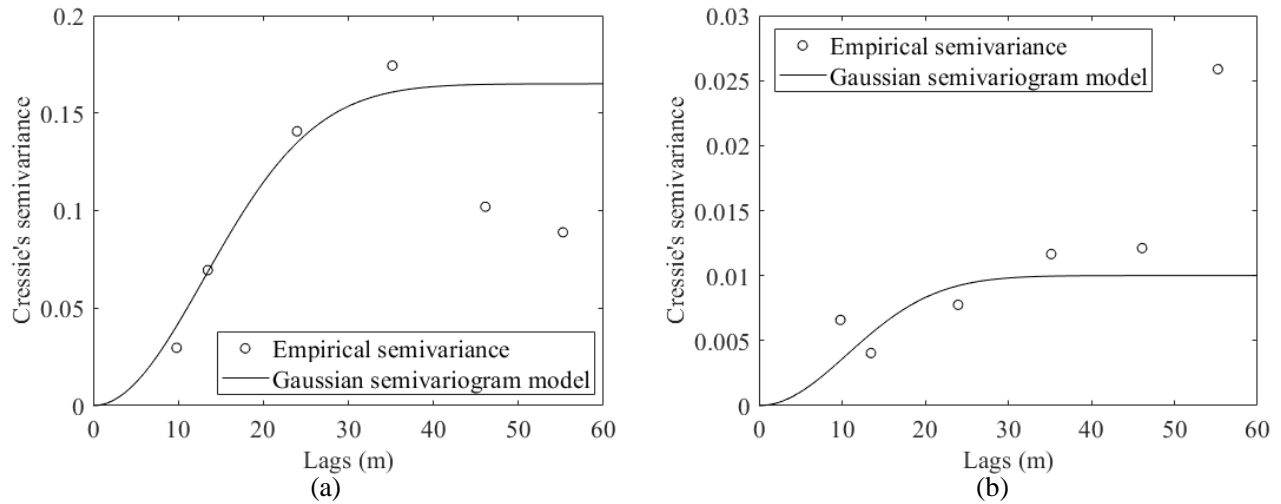 0.2
0.15
0.1
0.05
0
Cressie's semivariance
Empirical semivariance
Gaussian semivariogram model
0 10 20 30 40 50 60
Lags (m)
(a)
0.03
0.025
0.02
0.015
0.010
0.005
0
Cressie's semivariance
Empirical semivariance
Gaussian semivariogram model
0 10 20 30 40 50 60
Lags (m)
(b)